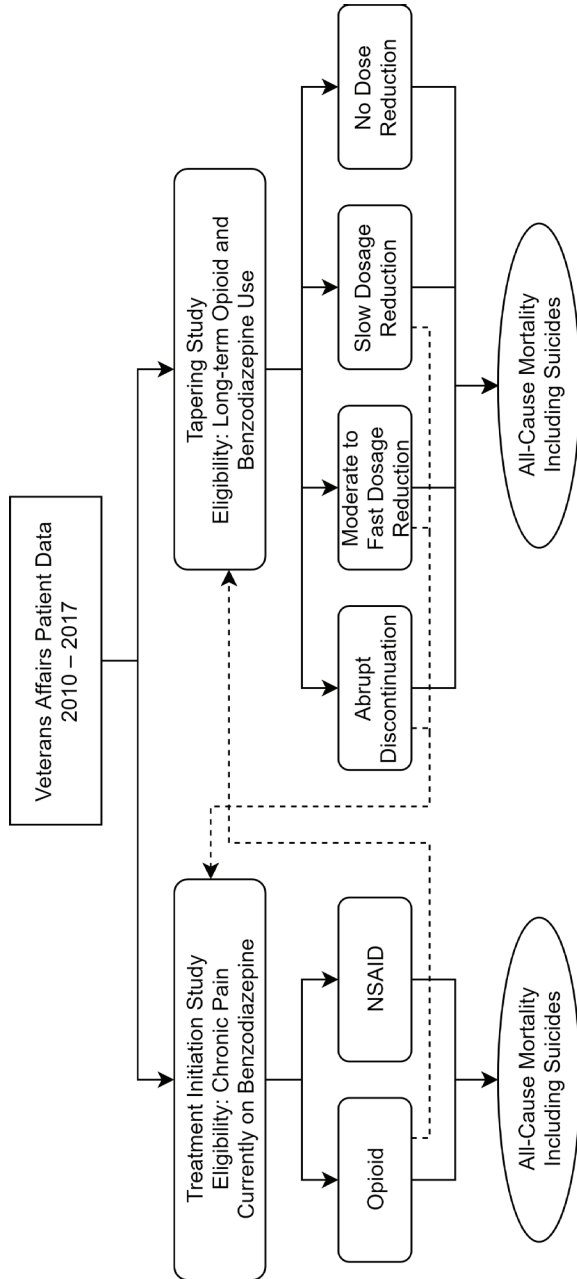 Veterans Affairs Patient Data
2010 – 2017
Treatment Initiation Study
Eligibility: Chronic Pain
Currently on Benzodiazepine
Tapering Study
Eligibility: Long-term Opioid and
Benzodiazepine Use
Opioid
NSAID
Abrupt
Discontinuation
Moderate to
Fast Dosage
Reduction
Slow Dosage
Reduction
No Dose
Reduction
All-Cause Mortality
Including Suicides
All-Cause Mortality
Including Suicides